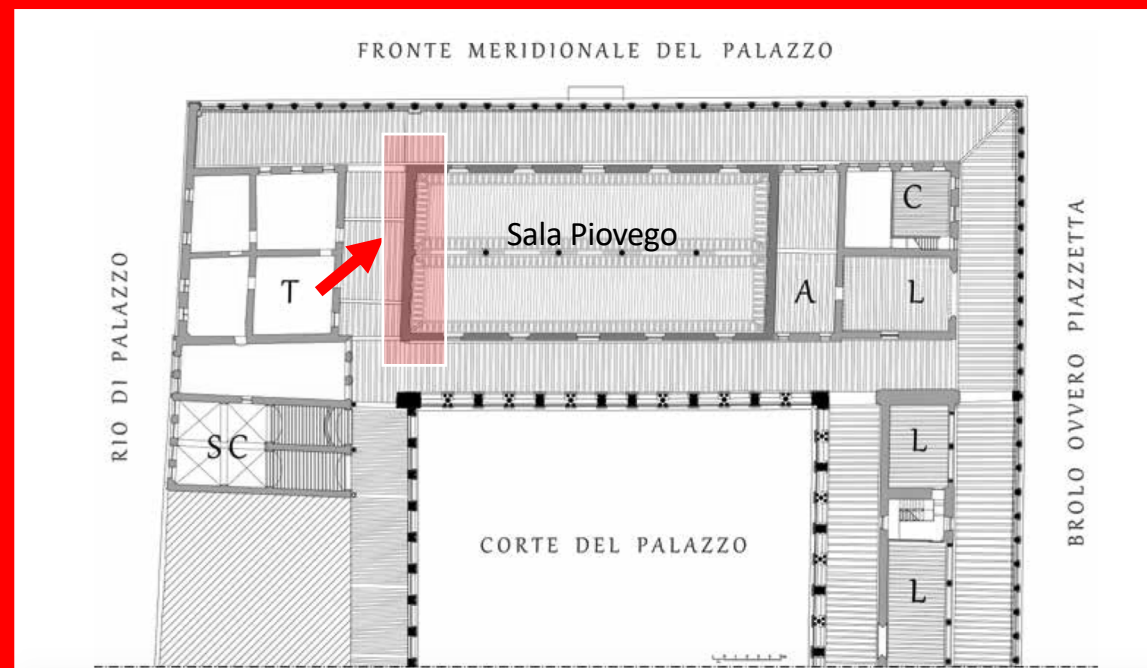 FRONTE MERIDIONALE DEL PALAZZO
C
Sala Piovego
T
A
L
RIO DI PALAZZO
BROLO OVVERO PIAZZETTA
SC
L
CORTE DEL PALAZZO
L